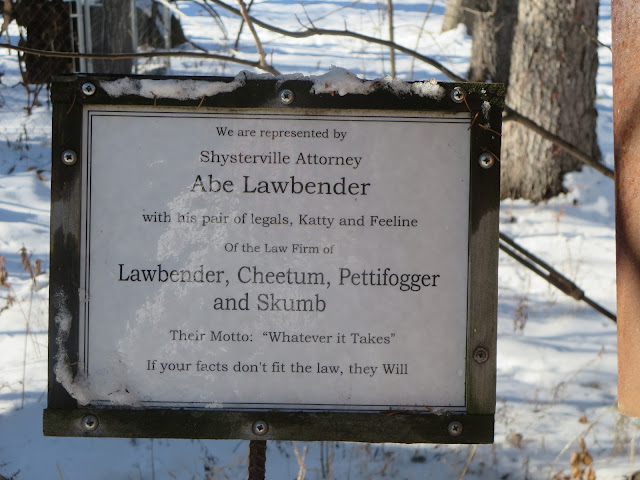 We are represented by
Shysterville Attorney
Abe Lawbender
with his pair of legals, Katty and Feeline
Of the Law Firm of
Lawbender, Cheetum, Pettifogger
and Skumb
Their Motto:  "Whatever it Takes"
If your facts don't fit the law, they Will